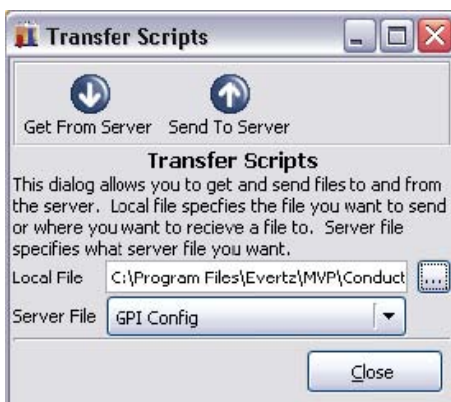 Transfer Scripts
Get From Server Send To Server
Transfer Scripts
This dialog allows you to get and send files to and from
the server. Local file specfies the file you want to send
or where you want to recieve a file to. Server file
specifies what server file you want.
Local File C:\Program Files\Evertz\MVP\Conduct ...
Server File GPI Config
Close